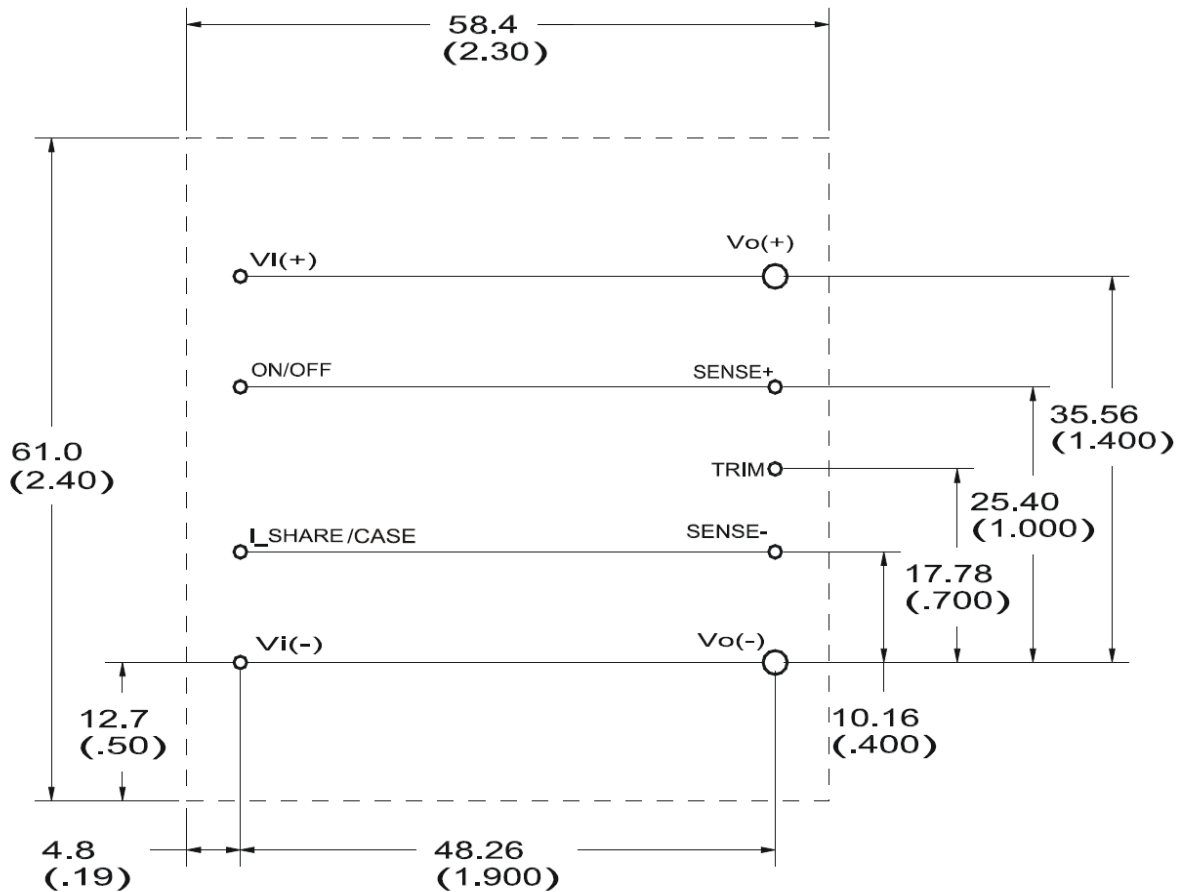 58.4
(2.30)
VI(+)
Vo(+)
ON/OFF
SENSE+
35.56
(1.400)
61.0
(2.40)
TRIM
25.40
(1.000)
I_SHARE/CASE
SENSE-
17.78
(.700)
Vi(-)
Vo(-)
12.7
(.50)
10.16
(.400)
4.8
(.19)
48.26
(1.900)